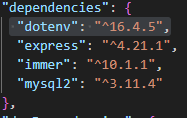 "dependencies": {
"dotenv": "^16.4.5",
"express": "^4.21.1",
"immer": "^10.1.1",
"mysql2": "^3.11.4"
},